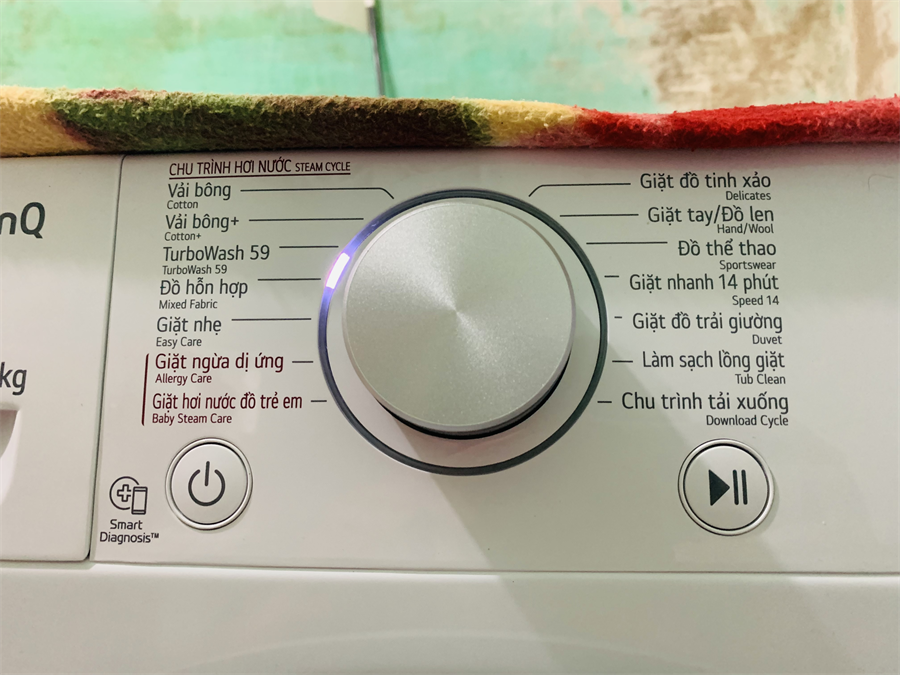 CHU TRÌNH HƠI NƯỚC STEAM CYCLE
Vải bông
Cotton
Vải bông+
Cotton+
TurboWash 59
TurboWash 59
Đồ hỗn hợp
Mixed Fabric
Giặt nhẹ
Easy Care
Giặt ngừa dị ứng
Allergy Care
Giặt hơi nước đồ trẻ em
Baby Steam Care
Giặt đồ tinh xảo
Delicates
Giặt tay/Đồ len
Hand/Wool
Đồ thể thao
Sportswear
Giặt nhanh 14 phút
Speed 14
Giặt đồ trải giường
Duvet
Làm sạch lồng giặt
Tub Clean
Chu trình tải xuống
Download Cycle
nQ
kg
Smart
Diagnosis™